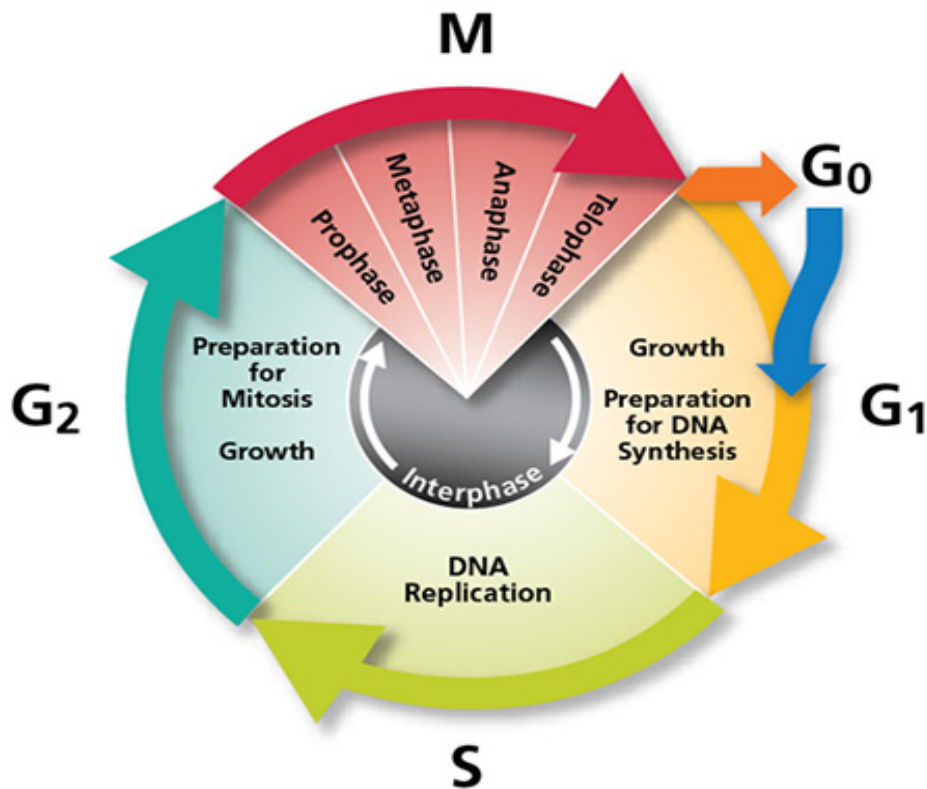 M
Prophase
Metaphase
Anaphase
Telophase
G₀
G₁
Growth
Preparation
for DNA
Synthesis
S
DNA
Replication
G₂
Preparation
for
Mitosis
Growth
Interphase